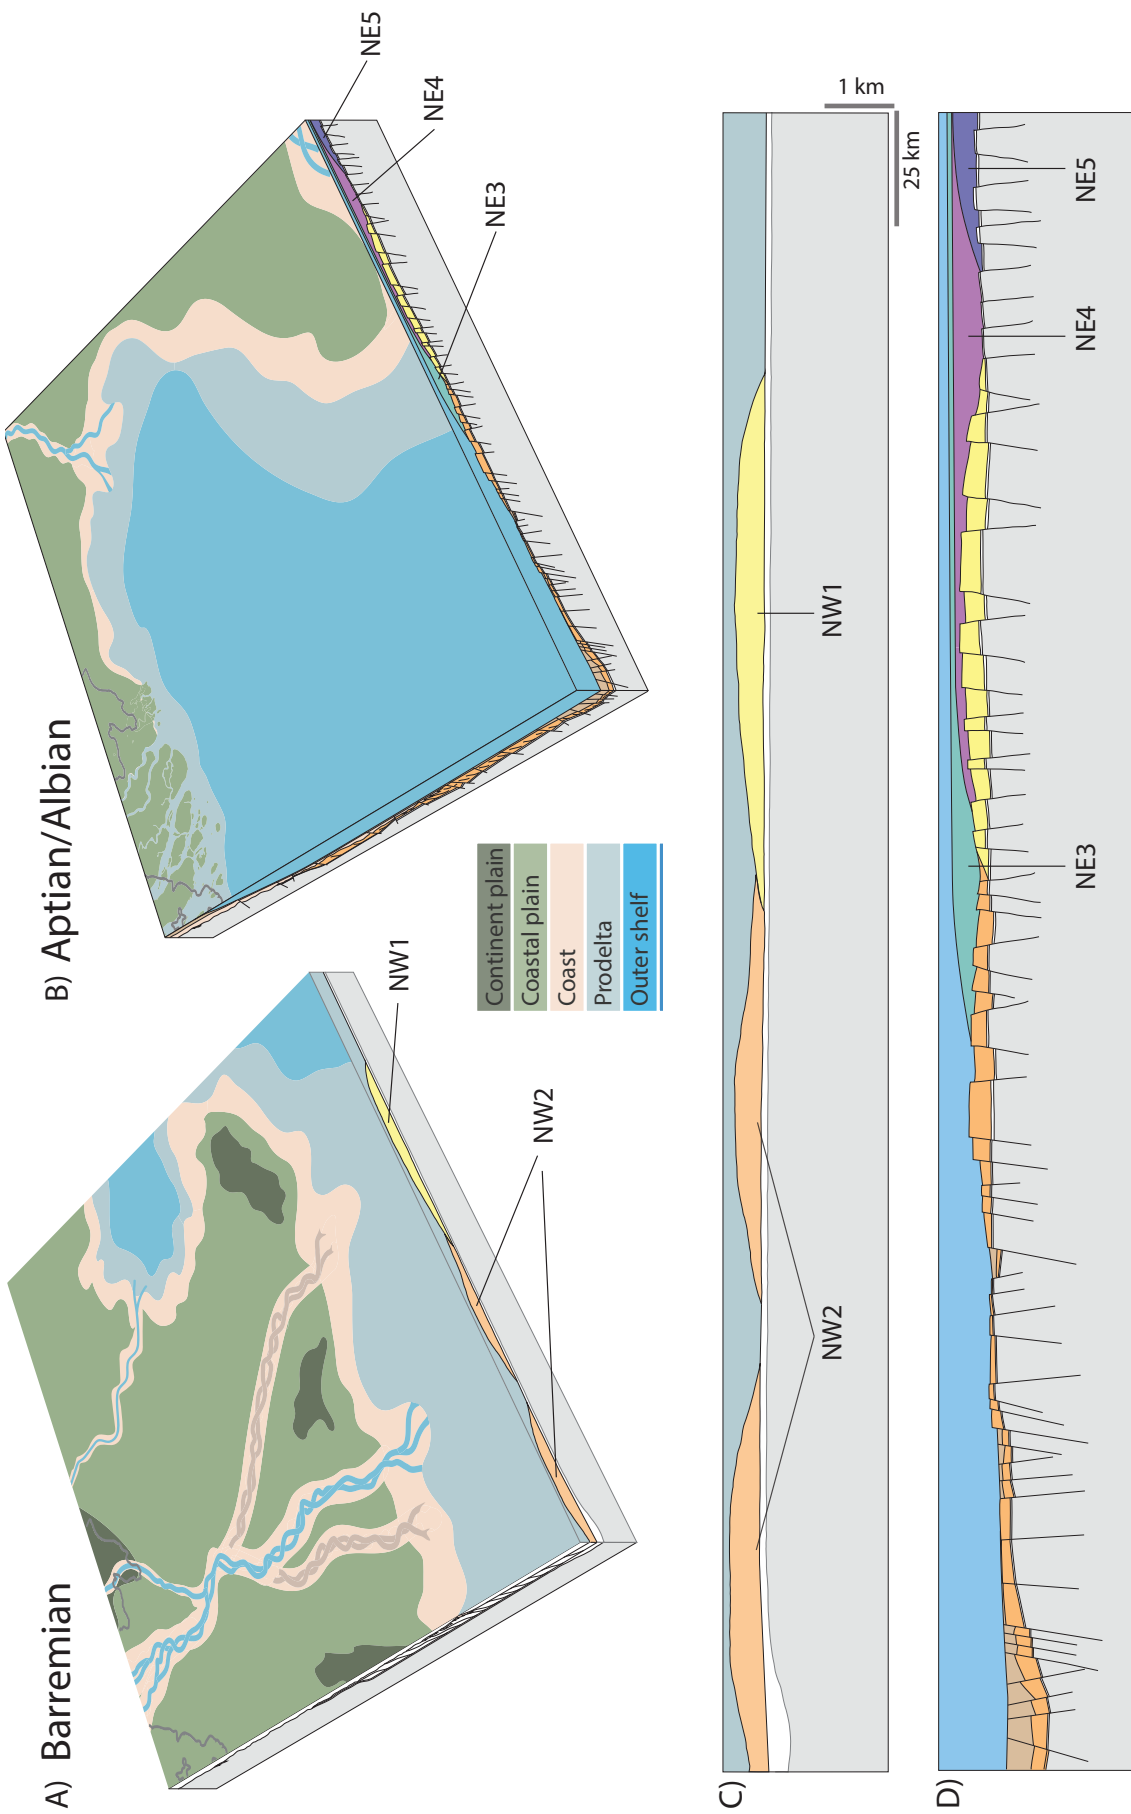 A) Barremian
NW1
NW2
B) Aptian/Albian
NE3
NE4
NE5
Continent plain
Coastal plain
Coast
Prodelta
Outer shelf
C)
NW2
NW1
1 km
25 km
D)
NE3
NE4
NE5